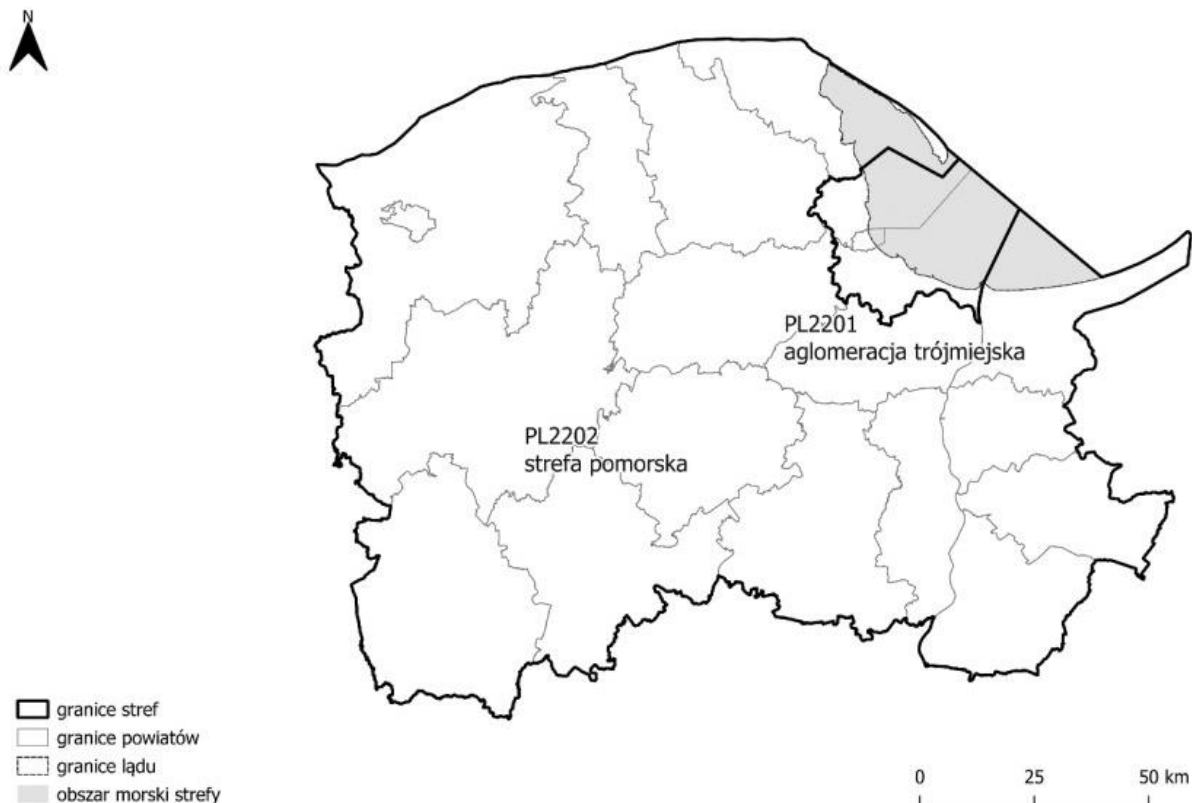 N
PL2201
aglomeracja trójmiejska
PL2202
strefa pomorska
granice stref
granice powiatów
granice lądu
obszar morski strefy
0 25 50 km